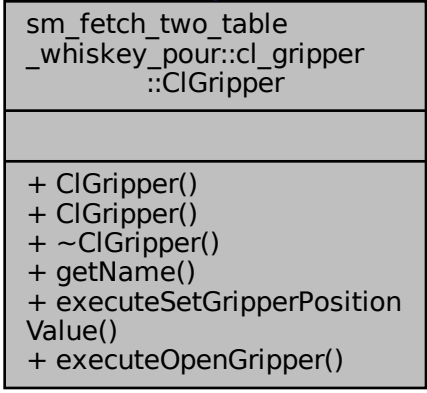 sm_fetch_two_table
_whiskey_pour::cl_gripper
::ClGripper
+ ClGripper()
+ ClGripper()
+ ~ClGripper()
+ getName()
+ executeSetGripperPosition
Value()
+ executeOpenGripper()